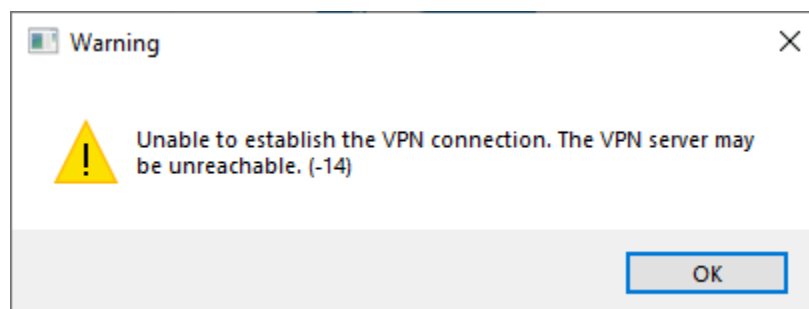 Warning
Unable to establish the VPN connection. The VPN server may
be unreachable. (-14)
OK